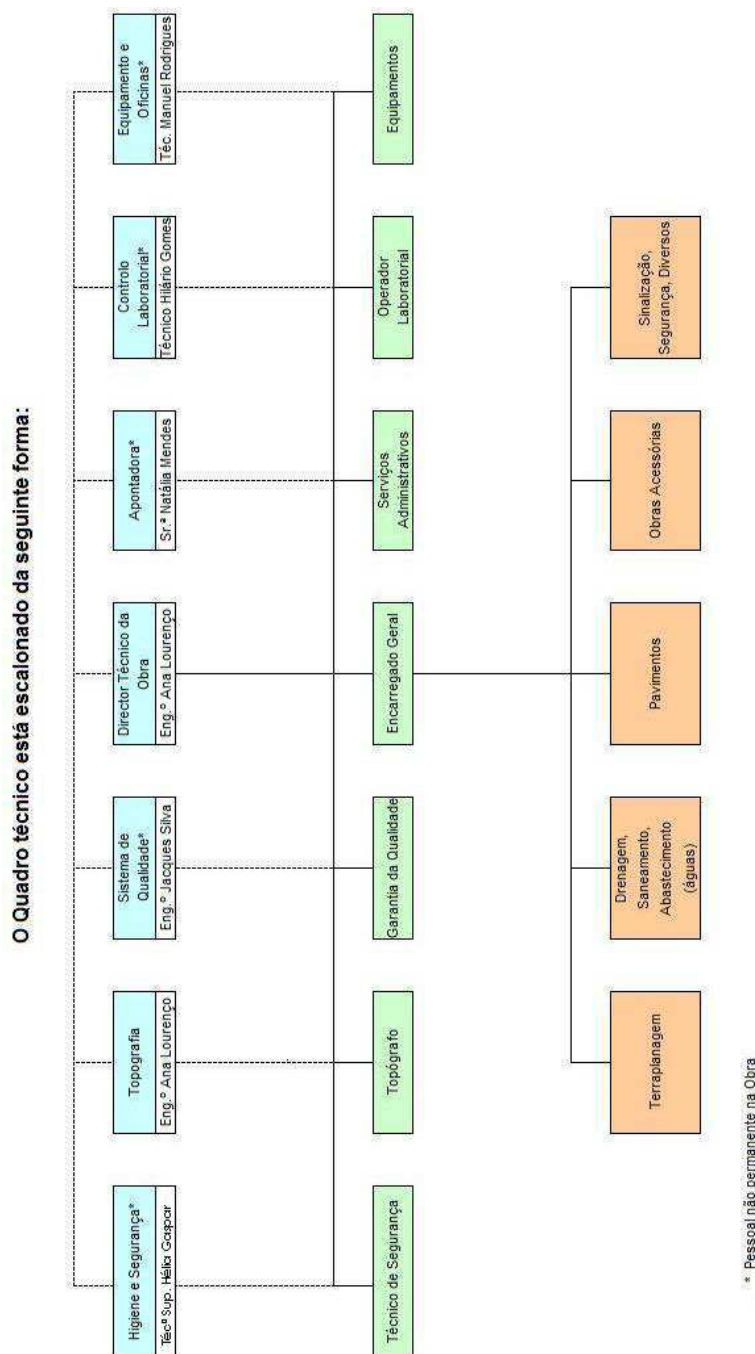 O Quadro técnico está escalonado da seguinte forma:
Higiene e Segurança*
Técª Sup. Hélia Gaspar
Topografia
Eng.º Ana Lourenço
Sistema de
Qualidade*
Eng.º Jacques Silva
Director Técnico da
Obra
Eng.º Ana Lourenço
Apontadora*
Sr.ª Natália Mendes
Controlo
Laboratorial*
Técnico Hilário Gomes
Equipamento e
Oficinas*
Téc. Manuel Rodrigues
Técnico de Segurança
Topógrafo
Garantia da Qualidade
Encarregado Geral
Serviços
Administrativos
Operador
Laboratorial
Equipamentos
Terraplanagem
Drenagem,
Saneamento,
Abastecimento
(águas)
Pavimentos
Obras Acessórias
Sinalização,
Segurança, Diversos
* Pessoal não permanente na Obra